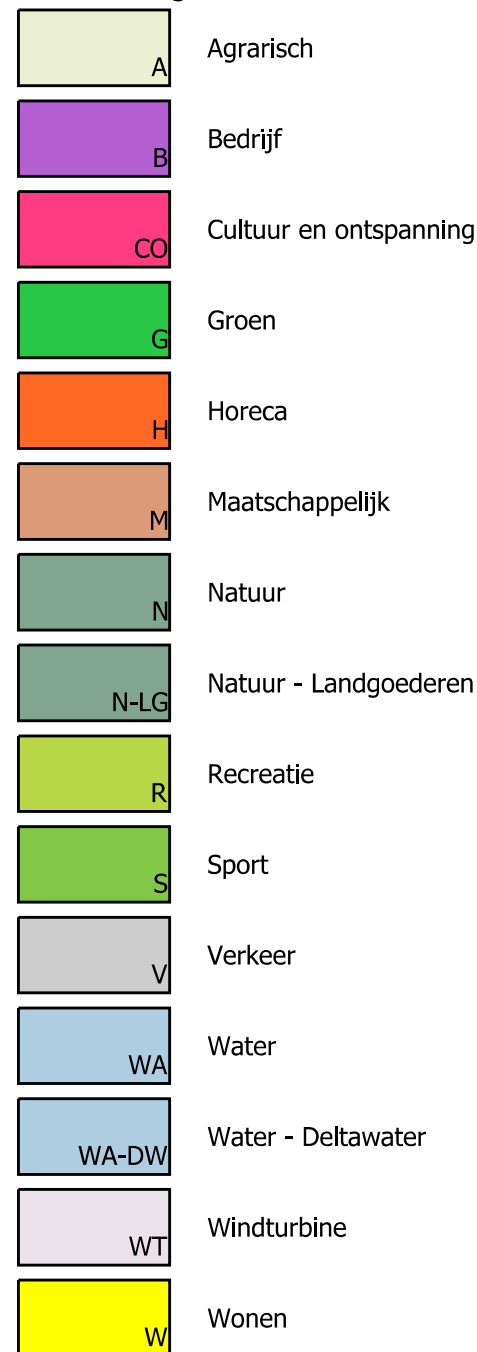 A Agrarisch
B Bedrijf
CO Cultuur en ontspanning
G Groen
H Horeca
M Maatschappelijk
N Natuur
N-LG Natuur - Landgoederen
R Recreatie
S Sport
V Verkeer
WA Water
WA-DW Water - Deltawater
WT Windturbine
W Wonen